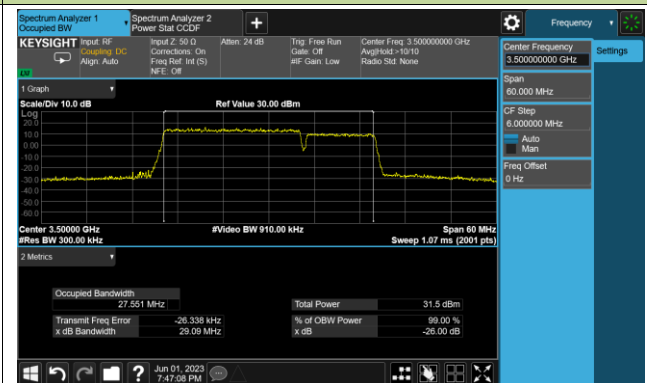 Spectrum Analyzer 1
Occupied BW
Spectrum Analyzer 2
Power Stat CCDF
Frequency
KEYSIGHT
Input: RF
Coupling: DC
Align: Auto
Input Z: 50 Ω
Corrections: On
Freq Ref: Int (S)
NFE: Off
Atten: 24 dB
Trig: Free Run
Gate: Off
#IF Gain: Low
Center Freq: 3.500000000 GHz
Avg|Hold:>10/10
Radio Std: None
Center Frequency
3.500000000 GHz
Settings
Span
60.000 MHz
CF Step
6.000000 MHz
Auto
Man
Freq Offset
0 Hz
1 Graph
Scale/Div 10.0 dB
Ref Value 30.00 dBm
Log
20.0
10.0
0.00
-10.0
-20.0
-30.0
-40.0
-50.0
-60.0
Center 3.50000 GHz
#Video BW 910.00 kHz
Span 60 MHz
#Res BW 300.00 kHz
Sweep 1.07 ms (2001 pts)
2 Metrics
Occupied Bandwidth
27.551 MHz
Total Power
31.5 dBm
Transmit Freq Error
-26.338 kHz
% of OBW Power
99.00 %
x dB Bandwidth
29.09 MHz
x dB
-26.00 dB
?
Jun 01, 2023
7:47:08 PM